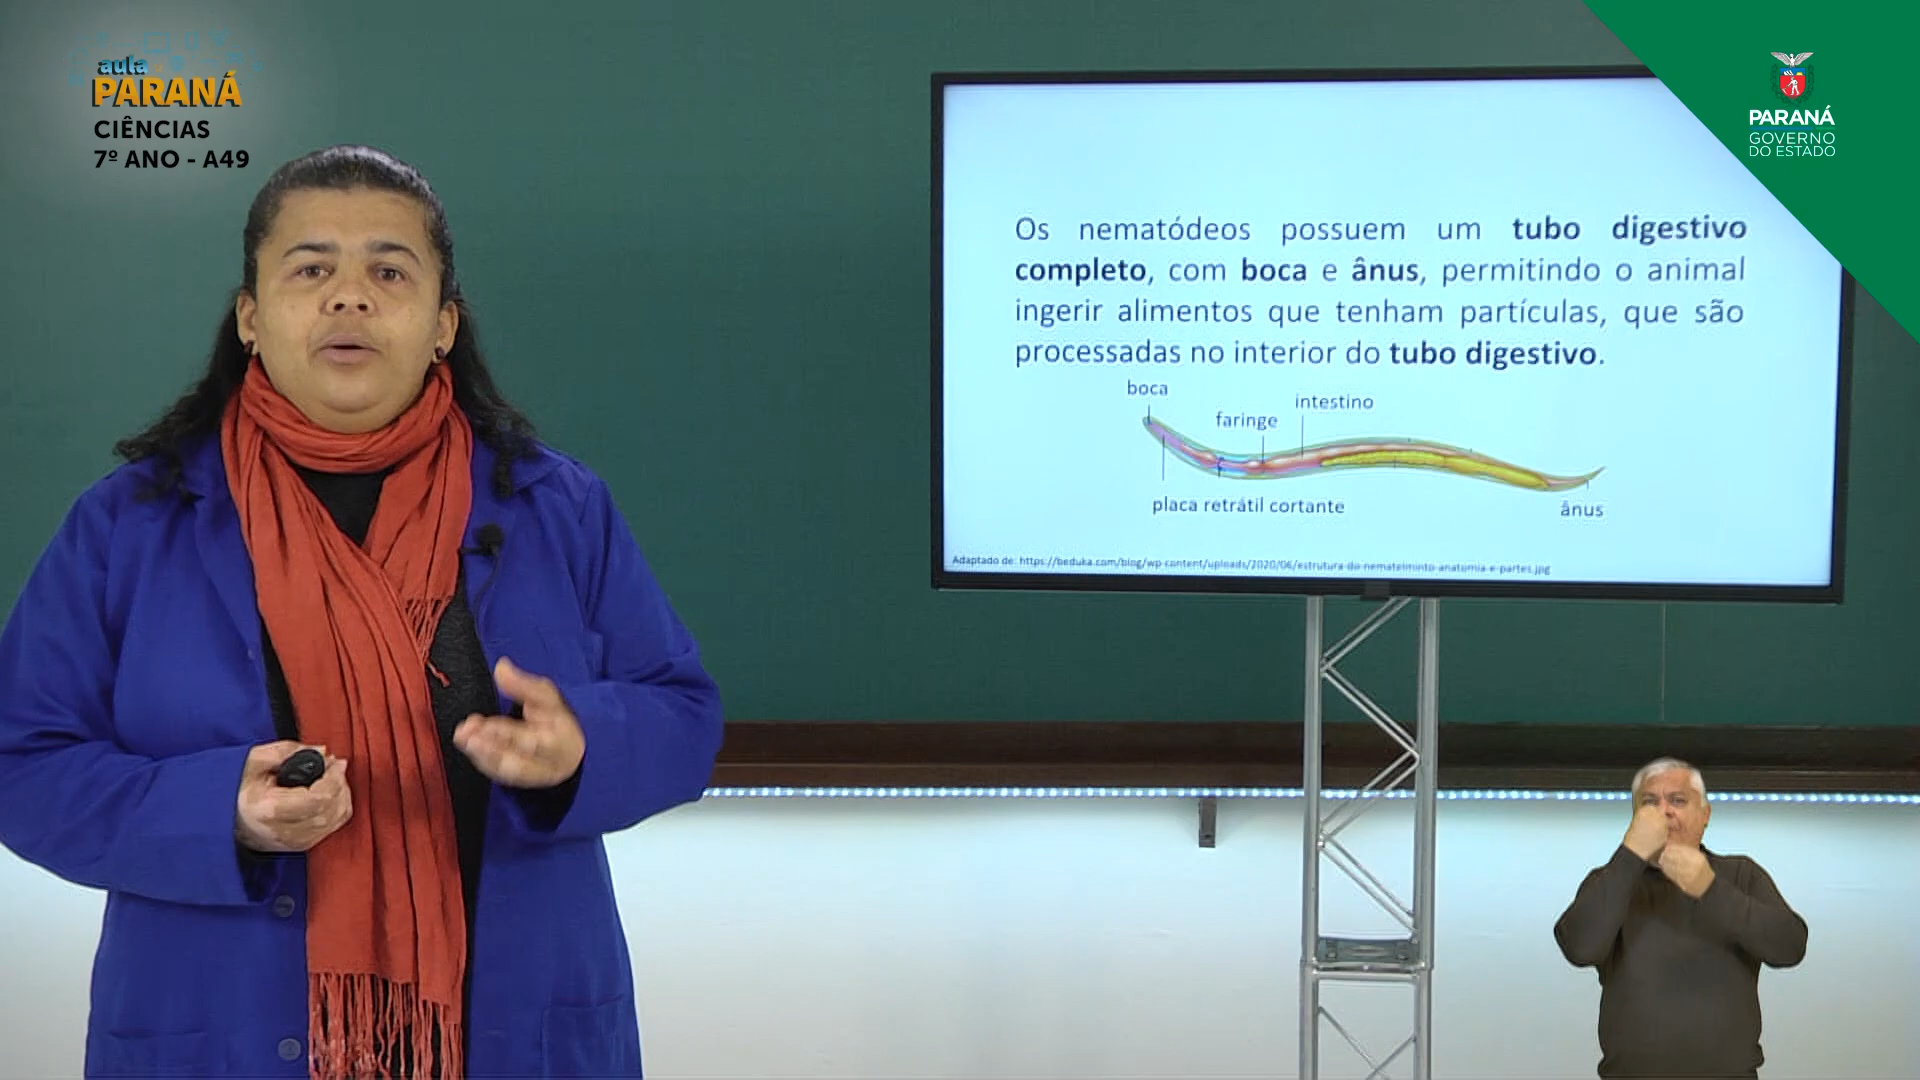 aula
PARANÁ
CIÊNCIAS
7º ANO - A49
PARANÁ
GOVERNO
DO ESTADO
Os nematódeos possuem um tubo digestivo
completo, com boca e ânus, permitindo o animal
ingerir alimentos que tenham partículas, que são
processadas no interior do tubo digestivo.
boca
intestino
faringe
placa retrátil cortante
ânus
Adaptado de: https://beduka.com/blog/wp-content/uploads/2020/06/estrutura-do-nematelminto-anatomia-e-partes.jpg